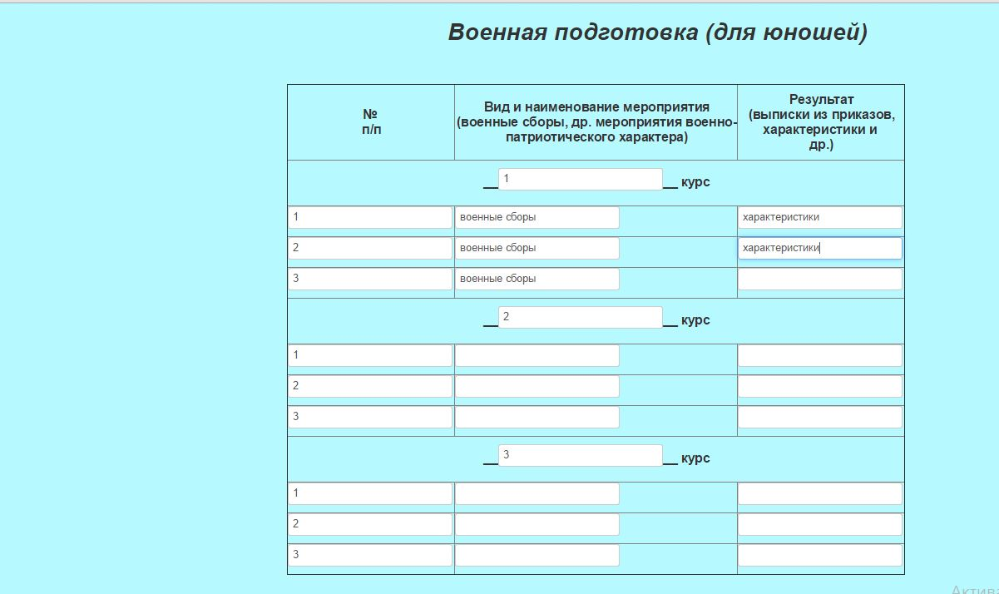 Военная подготовка (для юношей)
№
п/п
Вид и наименование мероприятия
(военные сборы, др. мероприятия военно-
патриотического характера)
Результат
(выписки из приказов,
характеристики и
др.)
__ 1 __ курс
1 военные сборы характеристики
2 военные сборы характеристики
3 военные сборы
__ 2 __ курс
1
2
3
__ 3 __ курс
1
2
3